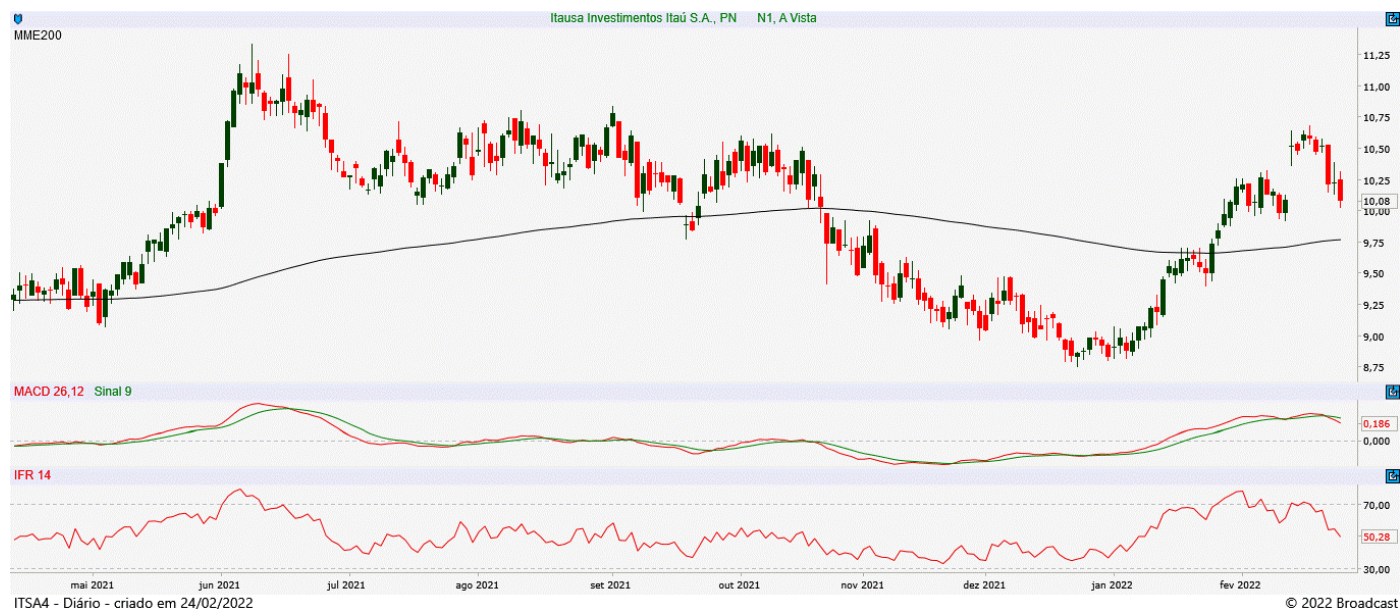 Itausa Investimentos Itaú S.A., PN N1, A Vista
MME200
11,25
11,00
10,75
10,50
10,25
10,08
10,00
9,75
9,50
9,25
9,00
8,75
MACD 26,12 Sinal 9
0,186
0,000
IFR 14
70,00
50,28
30,00
mai 2021 jun 2021 jul 2021 ago 2021 set 2021 out 2021 nov 2021 dez 2021 jan 2022 fev 2022
ITSA4 - Diário - criado em 24/02/2022 © 2022 Broadcast